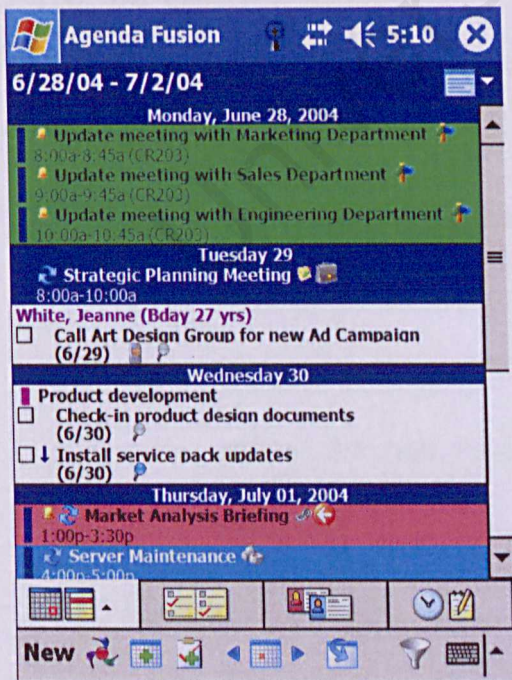 Agenda Fusion 5:10
6/28/04 - 7/2/04
Monday, June 28, 2004
Update meeting with Marketing Department
8:00a-8:45a (CR203)
Update meeting with Sales Department
9:00a-9:45a (CR203)
Update meeting with Engineering Department
10:00a-10:45a (CR203)
Tuesday 29
Strategic Planning Meeting
8:00a-10:00a
White, Jeanne (Bday 27 yrs)
Call Art Design Group for new Ad Campaign
(6/29)
Wednesday 30
Product development
Check-in product design documents
(6/30)
Install service pack updates
(6/30)
Thursday, July 01, 2004
Market Analysis Briefing
1:00p-3:30p
Server Maintenance
4:00p-5:00p
New